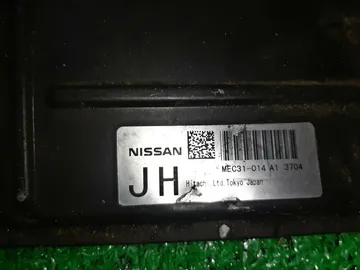 NISSAN
MEC31-014 A1 3704
JH
Hitachi Ltd.Tokyo Japan